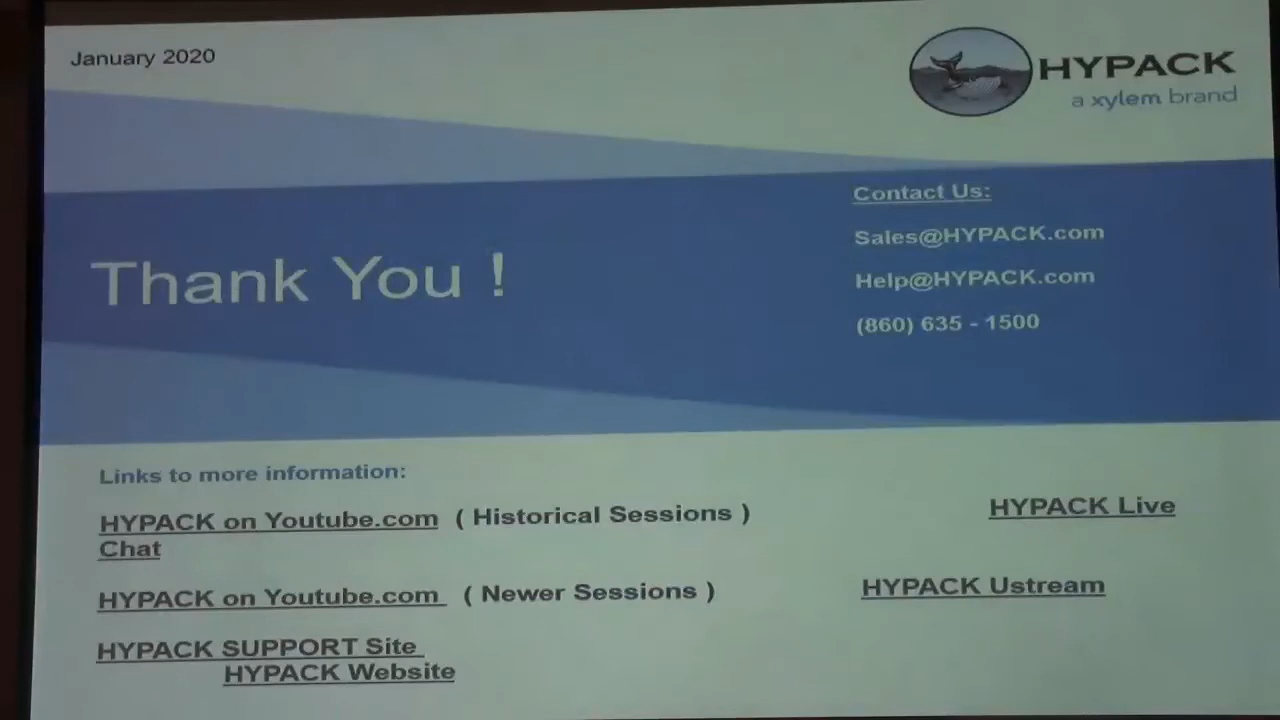 January 2020
HYPACK
a xylem brand
Contact Us:
Sales@HYPACK.com
Help@HYPACK.com
(860) 635 - 1500
Thank You !
Links to more information:
HYPACK on Youtube.com ( Historical Sessions ) HYPACK Live
Chat
HYPACK on Youtube.com ( Newer Sessions ) HYPACK Ustream
HYPACK SUPPORT Site
HYPACK Website